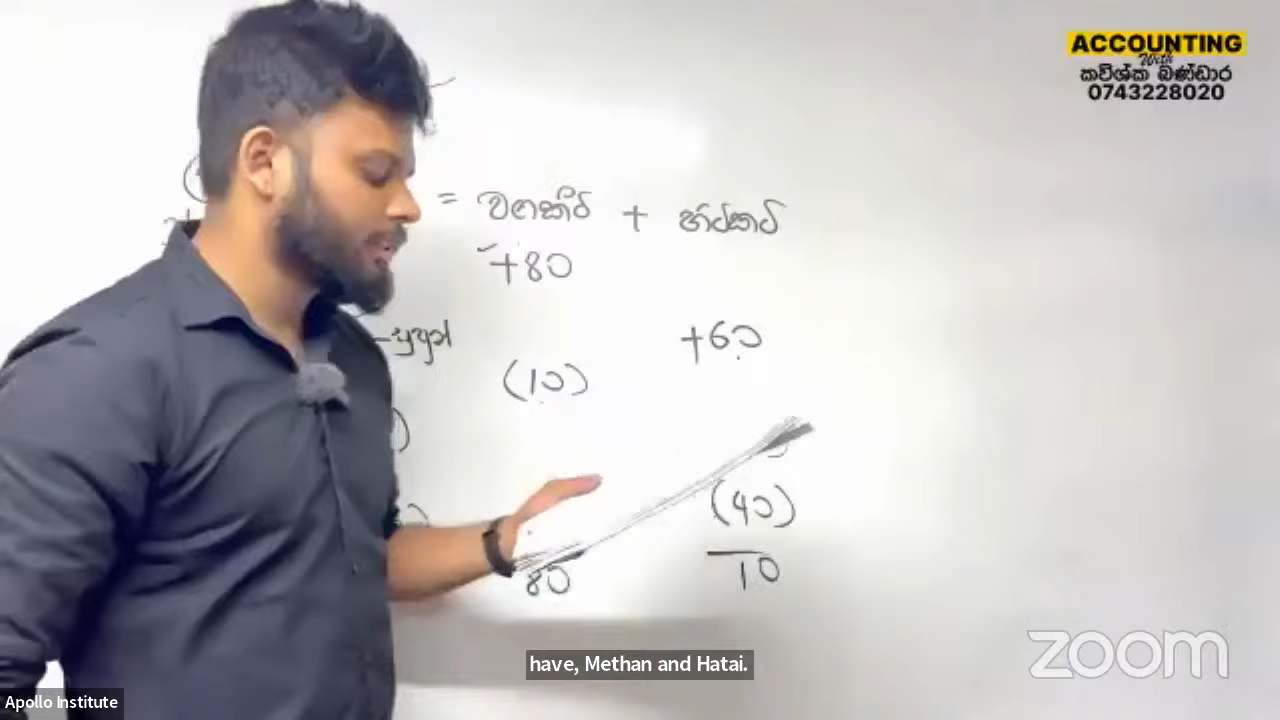 ACCOUNTING
With
කවිශ්ක බණ්ඩාර
0743228020
= වගකීම් + හිමිකම්
+80
+60
(10)
(40)
80
10
have, Methan and Hatai.
zoom
Apollo Institute